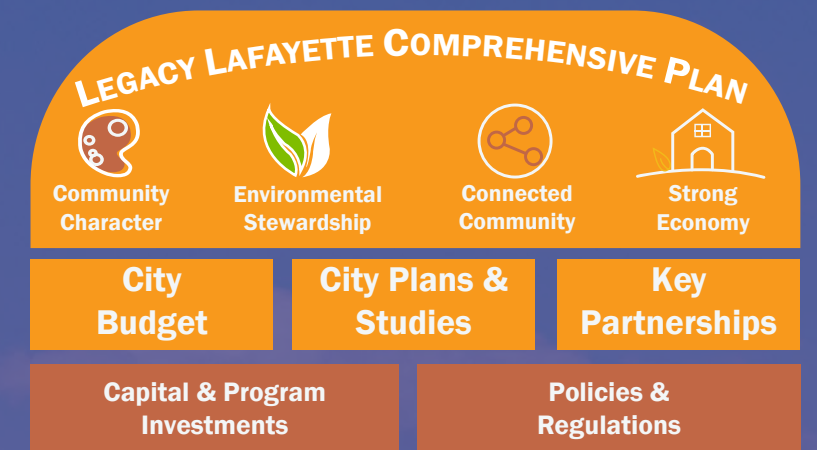 LEGACY LAFAYETTE COMPREHENSIVE PLAN
Community
Character
Environmental
Stewardship
Connected
Community
Strong
Economy
City
Budget
City Plans &
Studies
Key
Partnerships
Capital & Program
Investments
Policies &
Regulations